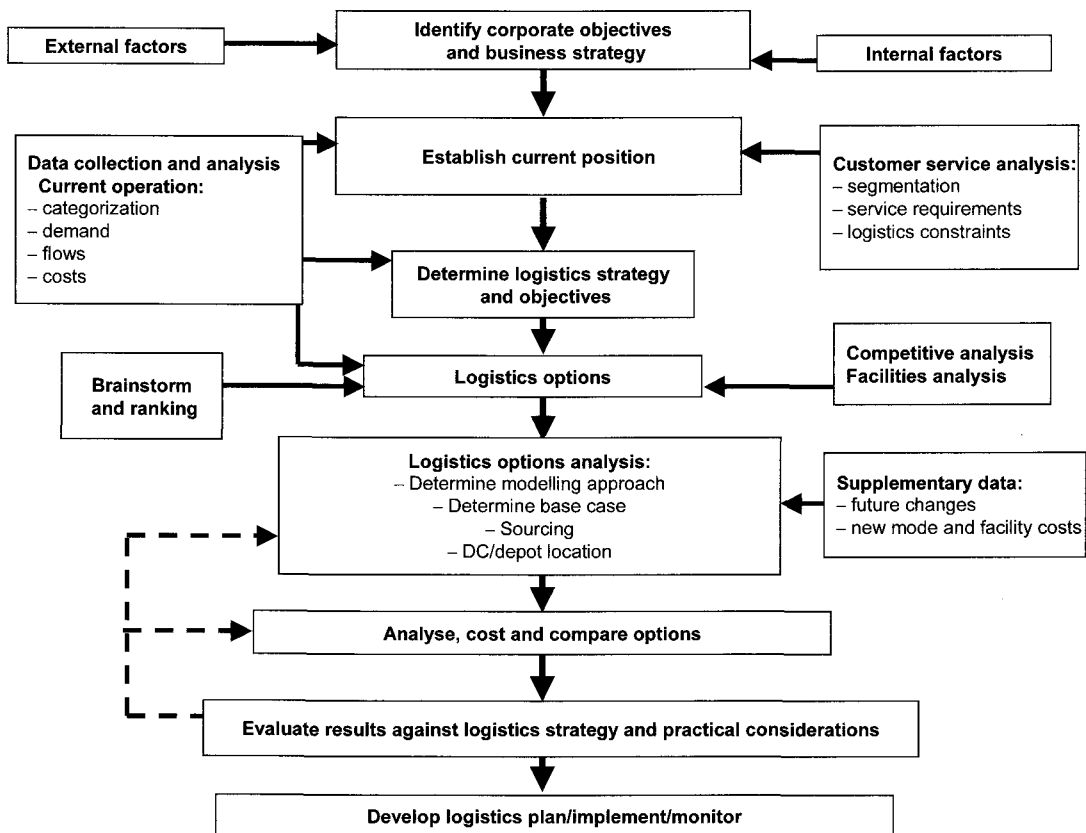 External factors
Identify corporate objectives
and business strategy
Internal factors
Data collection and analysis
Current operation:
– categorization
– demand
– flows
– costs
Establish current position
Customer service analysis:
– segmentation
– service requirements
– logistics constraints
Determine logistics strategy
and objectives
Brainstorm
and ranking
Logistics options
Competitive analysis
Facilities analysis
Logistics options analysis:
– Determine modelling approach
– Determine base case
– Sourcing
– DC/depot location
Supplementary data:
– future changes
– new mode and facility costs
Analyse, cost and compare options
Evaluate results against logistics strategy and practical considerations
Develop logistics plan/implement/monitor